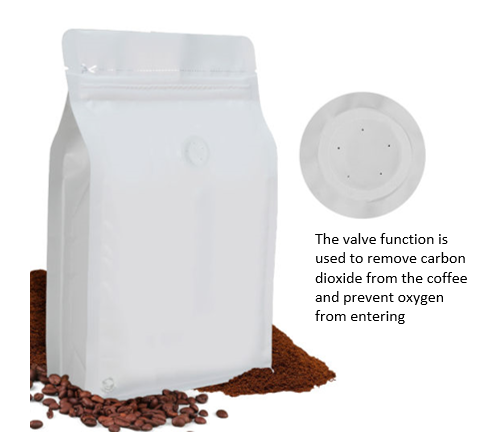 The valve function is
used to remove carbon
dioxide from the coffee
and prevent oxygen
from entering